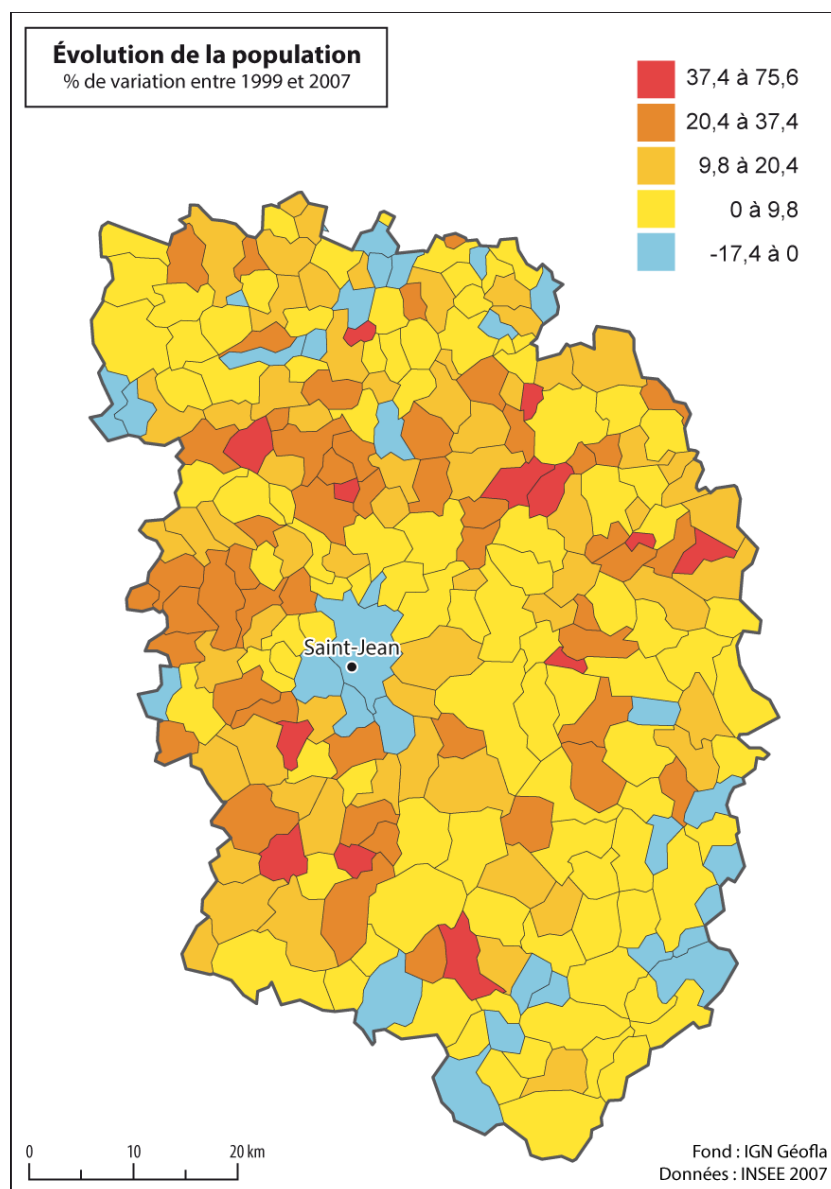 Évolution de la population
% de variation entre 1999 et 2007
37,4 à 75,6
20,4 à 37,4
9,8 à 20,4
0 à 9,8
-17,4 à 0
Saint-Jean
0 10 20 km
Fond : IGN Géofla
Données : INSEE 2007